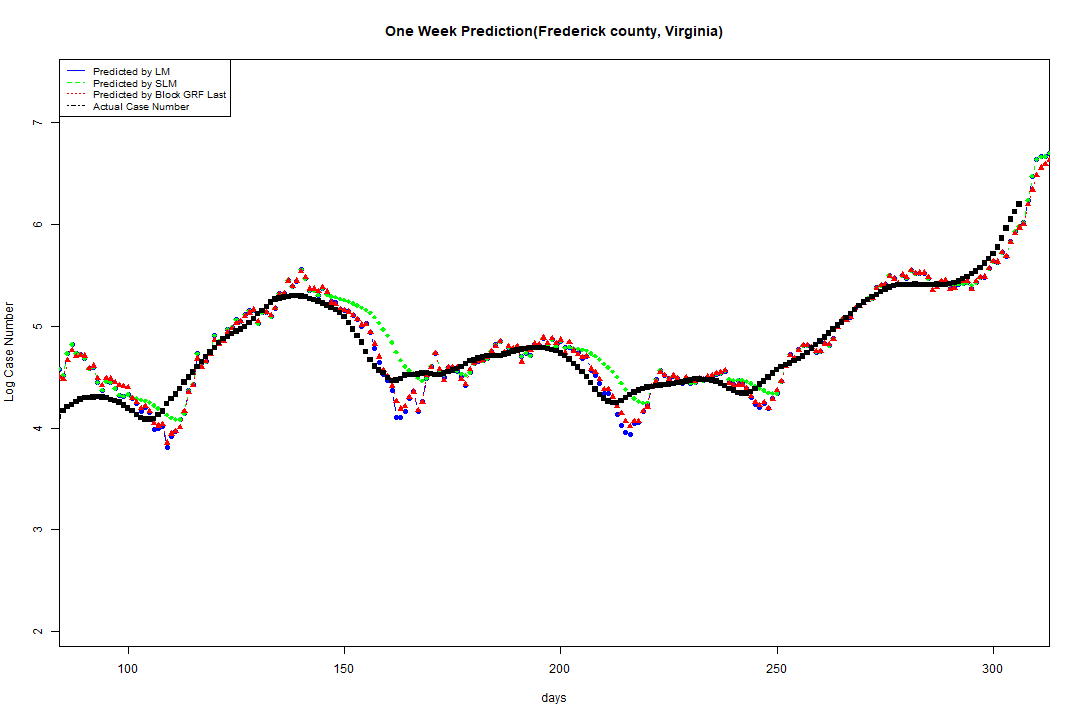 One Week Prediction(Frederick county, Virginia)
Predicted by LM
Predicted by SLM
Predicted by Block GRF Last
Actual Case Number
7
6
5
4
3
2
Log Case Number
100 150 200 250 300
days